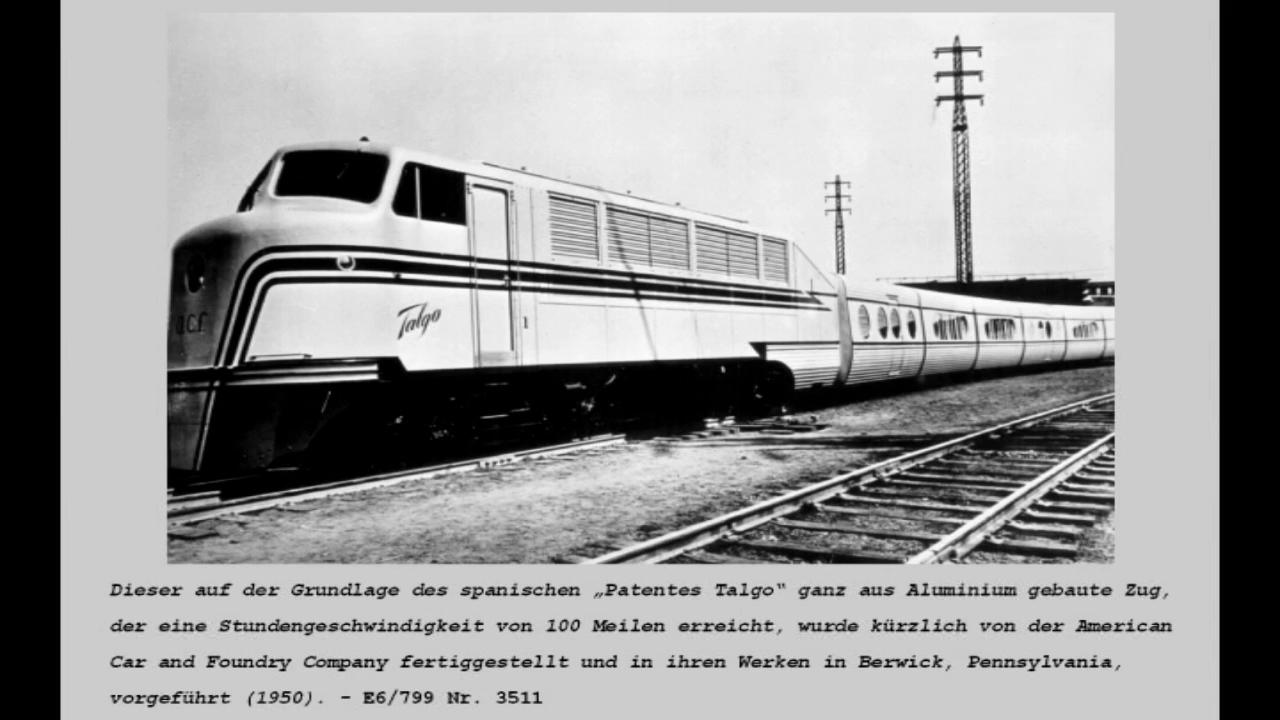 acf
Talgo
Dieser auf der Grundlage des spanischen „Patentes Talgo“ ganz aus Aluminium gebaute Zug,
der eine Stundengeschwindigkeit von 100 Meilen erreicht, wurde kürzlich von der American
Car and Foundry Company fertiggestellt und in ihren Werken in Berwick, Pennsylvania,
vorgeführt (1950). - E6/799 Nr. 3511